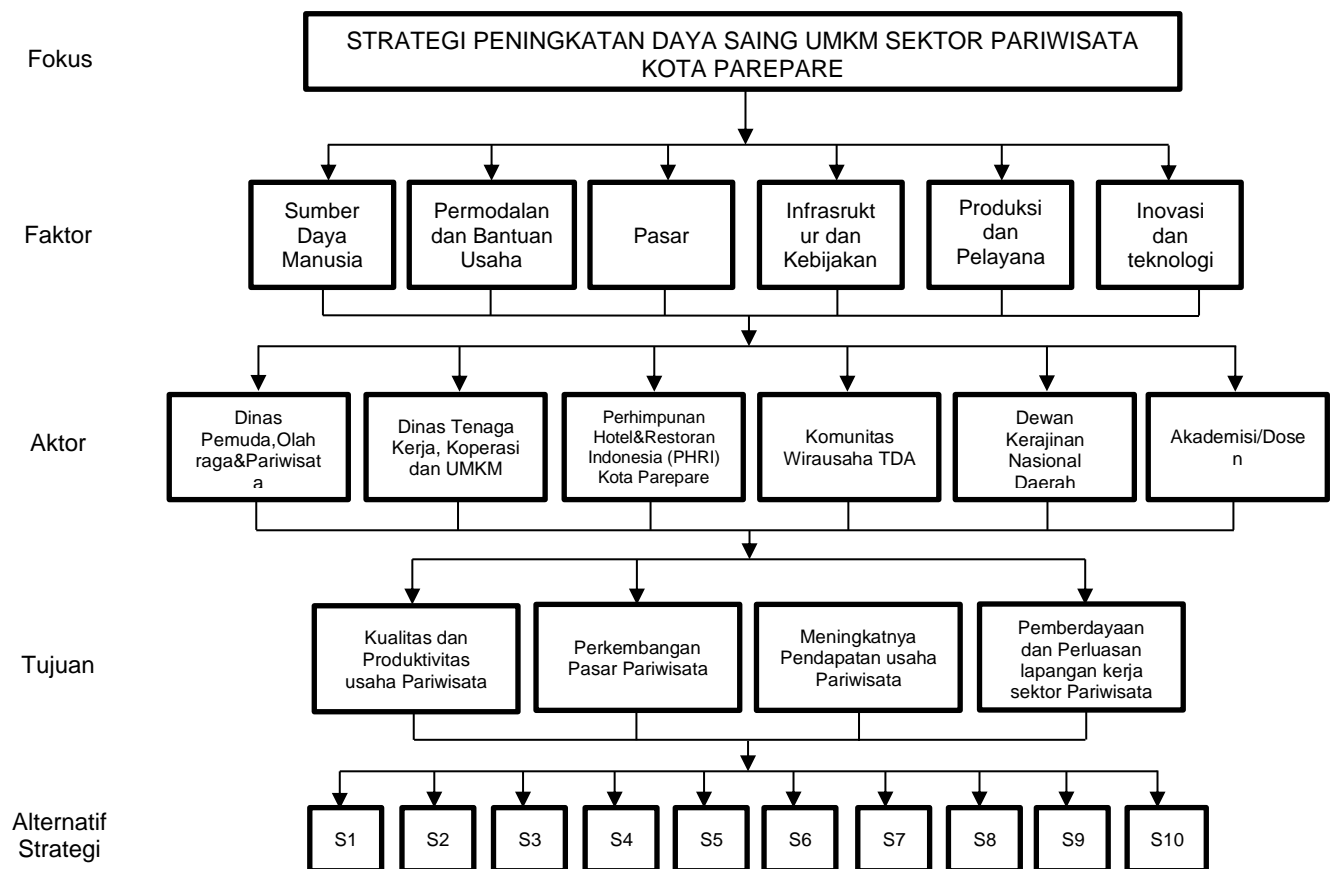 Fokus
STRATEGI PENINGKATAN DAYA SAING UMKM SEKTOR PARIWISATA
KOTA PAREPARE
Faktor
Sumber
Daya
Manusia
Permodalan
dan Bantuan
Usaha
Pasar
Infrasrukt
ur dan
Kebijakan
Produksi
dan
Pelayana
Inovasi
dan
teknologi
Aktor
Dinas
Pemuda,Olah
raga&Pariwisat
a
Dinas Tenaga
Kerja, Koperasi
dan UMKM
Perhimpunan
Hotel&Restoran
Indonesia (PHRI)
Kota Parepare
Komunitas
Wirausaha TDA
Dewan
Kerajinan
Nasional
Daerah
Akademisi/Dose
n
Tujuan
Kualitas dan
Produktivitas
usaha Pariwisata
Perkembangan
Pasar Pariwisata
Meningkatnya
Pendapatan usaha
Pariwisata
Pemberdayaan
dan Perluasan
lapangan kerja
sektor Pariwisata
Alternatif
Strategi
S1
S2
S3
S4
S5
S6
S7
S8
S9
S10